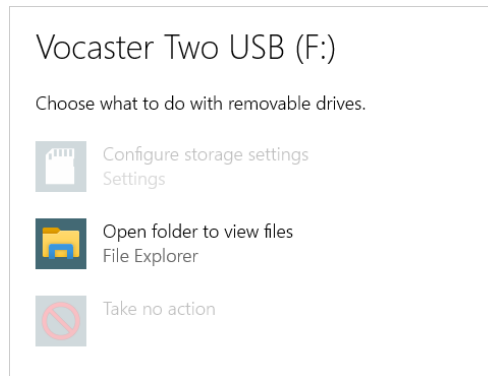 Vocaster Two USB (F:)
Choose what to do with removable drives.
Configure storage settings
Settings
Open folder to view files
File Explorer
Take no action